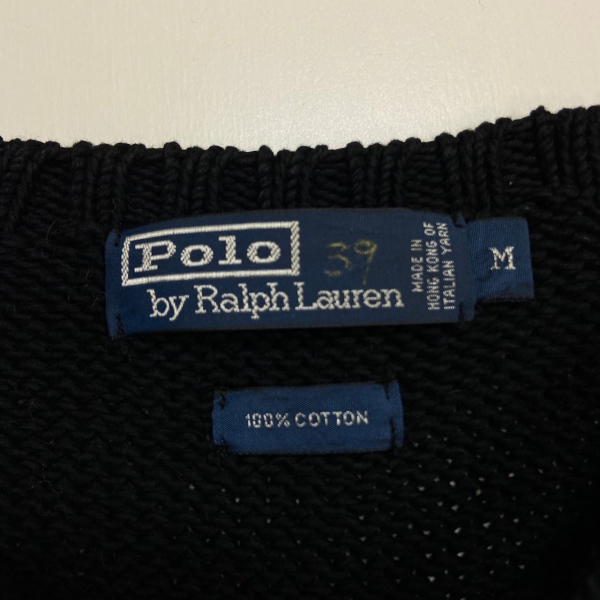 Polo
39
by Ralph Lauren
MADE IN
HONG KONG OF
ITALIAN YARN
M
100% COTTON